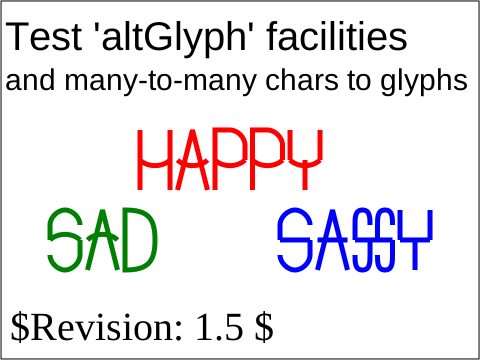 Test 'altGlyph' facilities
and many-to-many chars to glyphs
HAPPY
SAD SASSY
$Revision: 1.5 $